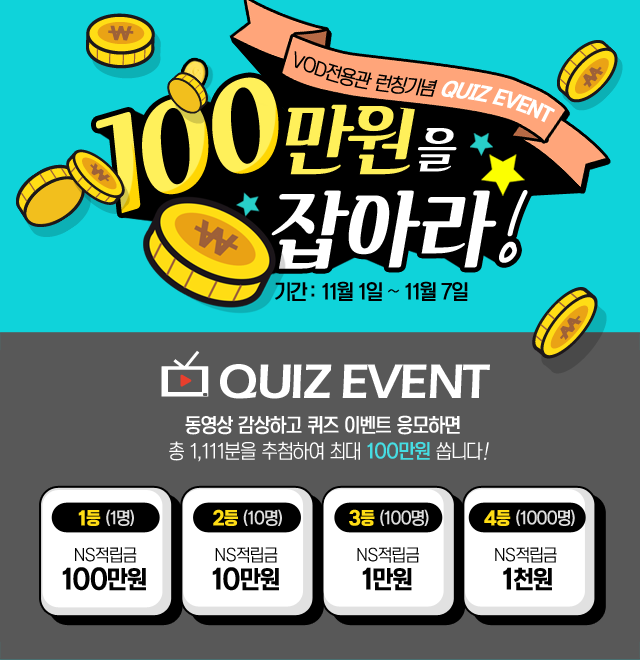 VOD전용관 런칭기념 QUIZ EVENT
100만원을
잡아라!
기간 : 11월 1일 ~ 11월 7일
QUIZ EVENT
동영상 감상하고 퀴즈 이벤트 응모하면
총 1,111분을 추첨하여 최대 100만원 쏩니다!
1등 (1명)
NS적립금
100만원
2등 (10명)
NS적립금
10만원
3등 (100명)
NS적립금
1만원
4등 (1000명)
NS적립금
1천원